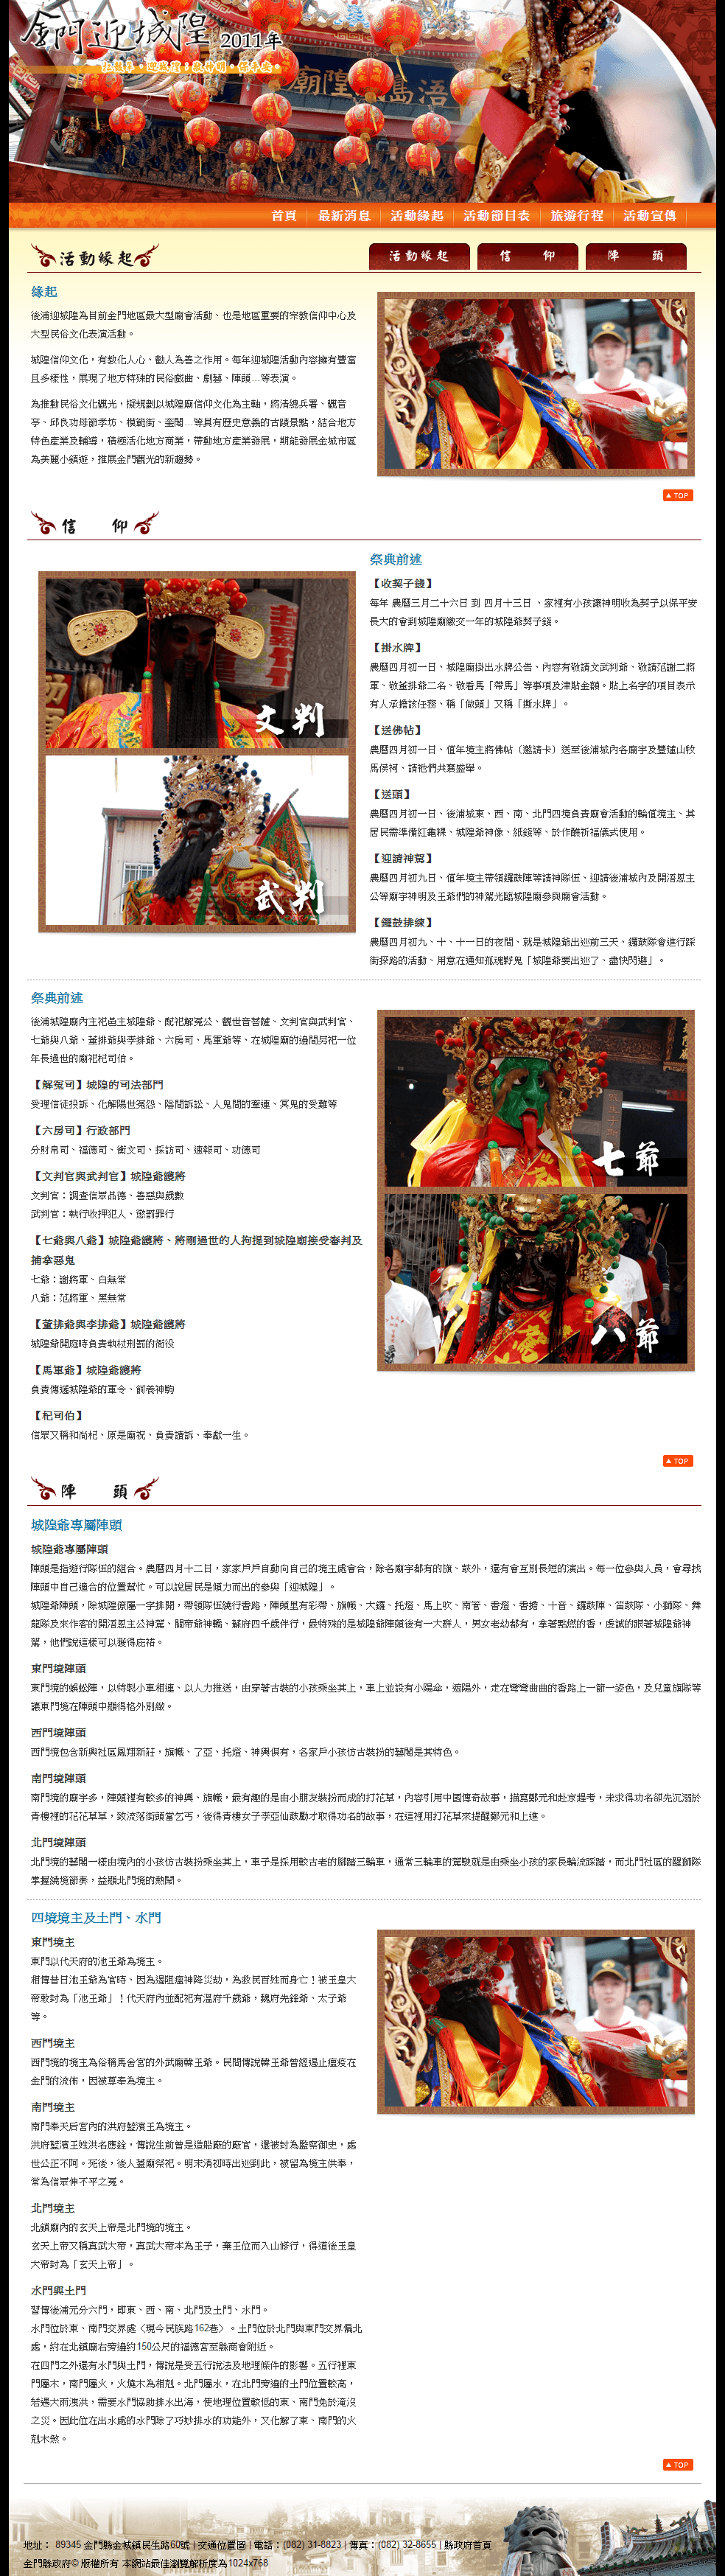 金門迎城隍 2011年
浯島城隍廟
首頁 最新消息 活動緣起 活動節目表 旅遊行程 活動宣傳
活動緣起
活動緣起 信 仰 陣 頭
緣起
後浦迎城隍為目前金門地區最大型廟會活動、也是地區重要的宗教信仰中心及
大型民俗文化表演活動。
城隍信仰文化，有教化人心、勸人為善之作用。每年迎城隍活動內容擁有豐富
且多樣性，展現了地方特殊的民俗戲曲、劇藝、陣頭…等表演。
為推動民俗文化觀光，擬規劃以城隍廟信仰文化為主軸，將清總兵署、觀音
亭、邱良功母節孝坊、模範街、奎閣…等具有歷史意義的古蹟景點，結合地方
特色產業及輔導，積極活化地方商業，帶動地方產業發展，期能發展金城市區
為美麗小鎮遊，推展金門觀光的新趨勢。
TOP
信 仰
祭典前述
【收契子錢】
每年 農曆三月二十六日 到 四月十三日 、家裡有小孩讓神明收為契子以保平安
長大的會到城隍廟繳交一年的城隍爺契子錢。
【掛水牌】
農曆四月初一日、城隍廟掛出水牌公告、內容有敬請文武判爺、敬請范謝二將
軍、敬董排爺二名、敬看馬「帶馬」等事項及津貼金額。貼上名字的項目表示
有人承擔該任務、稱「做頭」又稱「撕水牌」。
【送佛帖】
農曆四月初一日、值年境主將佛帖〔邀請卡〕送至後浦城內各廟宇及豐爐山牧
馬侯祠、請祂們共襄盛舉。
【送頭】
農曆四月初一日、後浦城東、西、南、北門四境負責廟會活動的輪值境主、其
居民需準備紅龜粿、城隍爺神像、紙錢等、於作醮祈福儀式使用。
【迎請神駕】
農曆四月初九日、值年境主帶領鑼鼓陣等請神隊伍、迎請後浦城內及開浯恩主
公等廟宇神明及王爺們的神駕光臨城隍廟參與廟會活動。
【鑼鼓排練】
農曆四月初九、十、十一日的夜間、就是城隍爺出巡前三天、鑼鼓隊會進行踩
街探路的活動、用意在通知孤魂野鬼「城隍爺要出巡了、盡快閃避」。
文判
武判
祭典前述
後浦城隍廟內主祀邑主城隍爺、配祀解冤公、觀世音菩薩、文判官與武判官、
七爺與八爺、董排爺與李排爺、六房司、馬軍爺等、在城隍廟的邊間另祀一位
年長過世的廟祝杞司伯。
【解冤司】城隍的司法部門
受理信徒投訴、化解陽世冤怨、陰間訴訟、人鬼間的牽連、冥鬼的受難等
【六房司】行政部門
分財帛司、福德司、衝文司、採訪司、速報司、功德司
【文判官與武判官】城隍爺護將
文判官：調查信眾品德、善惡與歲數
武判官：執行收押犯人、懲罰罪行
【七爺與八爺】城隍爺護將、將剛過世的人拘提到城隍廟接受審判及
捕拿惡鬼
七爺：謝將軍、白無常
八爺：范將軍、黑無常
【董排爺與李排爺】城隍爺護將
城隍爺開庭時負責執杖刑罰的衙役
【馬軍爺】城隍爺護將
負責傳遞城隍爺的軍令、飼養神駒
【杞司伯】
信眾又稱和尚杞、原是廟祝、負責讀訴、奉獻一生。
七爺
八爺
TOP
陣 頭
城隍爺專屬陣頭
城隍爺專屬陣頭
陣頭是指遊行隊伍的組合。農曆四月十二日，家家戶戶自動向自己的境主處會合，除各廟宇都有的旗、鼓外，還有會互別長短的演出。每一位參與人員，會尋找
陣頭中自己適合的位置幫忙。可以說居民是傾力而出的參與「迎城隍」。
城隍爺陣頭，除城隍僚屬一字排開，帶領隊伍繞行香路，陣頭里有彩帶、旗幟、大鑼、托燈、馬上吹、南管、香燈、香擔、十音、鑼鼓陣、笛鼓隊、小獅隊、舞
龍隊及來作客的開浯恩主公神駕、關帝爺神轎、蘇府四千歲伴行，最特殊的是城隍爺陣頭後有一大群人，男女老幼都有，拿著點燃的香，虔誠的跟著城隍爺神
駕，他們說這樣可以獲得庇祐。
東門境陣頭
東門境的蜈蚣陣，以特製小車相連、以人力推送，由穿著古裝的小孩乘坐其上，車上並設有小陽傘，遮陽外，走在彎彎曲曲的香路上一節一姿色，及兒童旗隊等
讓東門境在陣頭中顯得格外別緻。
西門境陣頭
西門境包含新興社區鳳翔新莊，旗幟、了亞、托燈、神輿俱有，各家戶小孩仿古裝扮的藝閣是其特色。
南門境陣頭
南門境的廟宇多，陣頭裡有較多的神輿、旗幟，最有趣的是由小朋友裝扮而成的打花草，內容引用中國傳奇故事，描寫鄭元和赴京趕考，未求得功名卻先沉溺於
青樓裡的花花草草，致流落街頭當乞丐，後得青樓女子李亞仙鼓勵才取得功名的故事，在這裡用打花草來提醒鄭元和上進。
北門境陣頭
北門境的藝閣一樣由境內的小孩仿古裝扮乘坐其上，車子是採用較古老的腳踏三輪車，通常三輪車的駕駛就是由乘坐小孩的家長輪流踩踏，而北門社區的醒獅隊
掌握繞境節奏，益顯北門境的熱鬧。
四境境主及土門、水門
東門境主
東門以代天府的池王爺為境主。
相傳昔日池王爺為官時、因為遏阻瘟神降災劫，為救民百姓而身亡！被玉皇大
帝敕封為「池王爺」！代天府內並配祀有溫府千歲爺，魏府先鋒爺、太子爺
等。
西門境主
西門境的境主為俗稱馬舍宮的外武廟韓王爺。民間傳說韓王爺曾經遏止瘟疫在
金門的流佈，因被尊奉為境主。
南門境主
南門奉天后宮內的洪府監濱王為境主。
洪府監濱王姓洪名應銓，傳說生前曾是造船廠的廠官，還被封為監察御史，處
世公正不阿。死後，後人蓋廟祭祀。明末清初時出巡到此，被留為境主供奉，
常為信眾伸不平之冤。
北門境主
北鎮廟內的玄天上帝是北門境的境主。
玄天上帝又稱真武大帝，真武大帝本為王子，棄王位而入山修行，得道後玉皇
大帝封為「玄天上帝」。
水門與土門
習傳後浦元分六門，即東、西、南、北門及土門、水門。
水門位於東、南門交界處〈現今民族路162巷〉。土門位於北門與東門交界偏北
處，約在北鎮廟右旁邊約150公尺的福德宮至縣商會附近。
在四門之外還有水門與土門，傳說是受五行說法及地理條件的影響。五行裡東
門屬木，南門屬火，火燒木為相剋。北門屬水，在北門旁邊的土門位置較高，
若遇大雨洩洪，需要水門協助排水出海，使地理位置較低的東、南門免於淹沒
之災。因此位在出水處的水門除了巧妙排水的功能外，又化解了東、南門的火
剋木煞。
TOP
地址： 89345 金門縣金城鎮民生路60號 | 交通位置圖 | 電話：(082) 31-8823 | 傳真：(082) 32-8655 | 縣政府首頁
金門縣政府© 版權所有 本網站最佳瀏覽解析度為1024x768